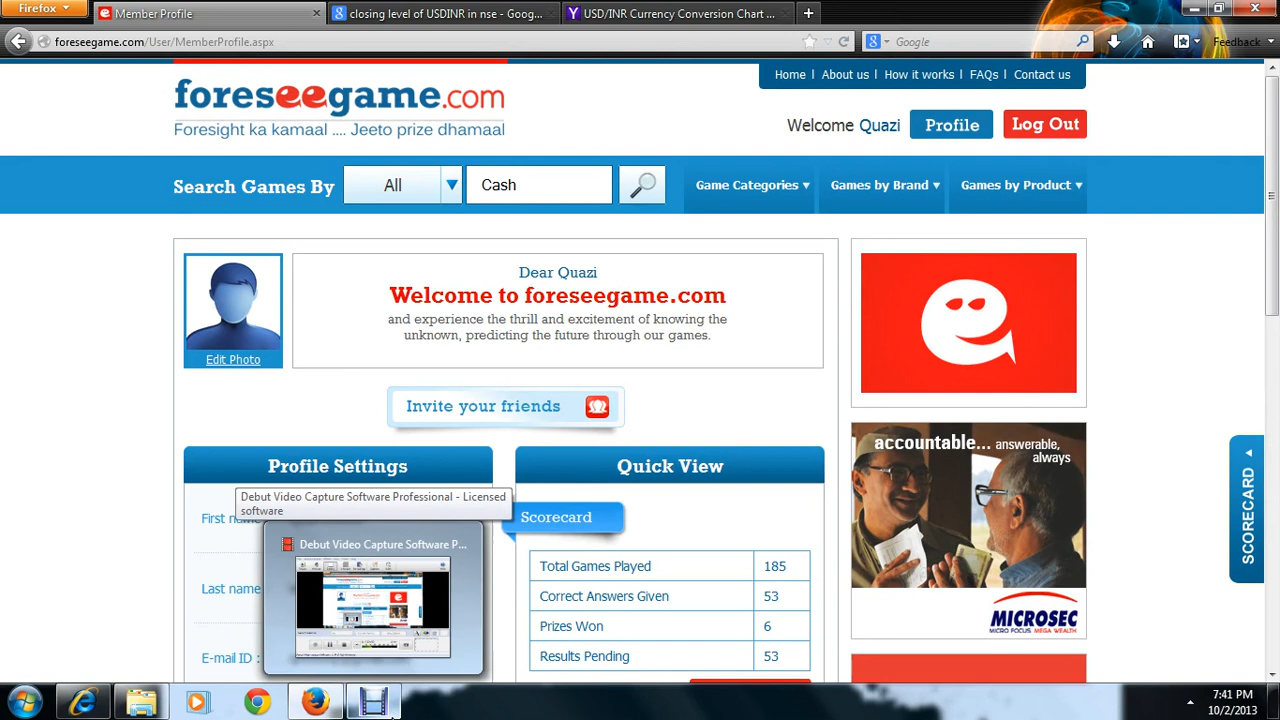 Firefox
Member Profile
closing level of USDINR in nse - Goog...
USD/INR Currency Conversion Chart ...
foreseegame.com/User/MemberProfile.aspx
Google
Feedback
foreseegame.com
Foresight ka kamaal .... Jeeto prize dhamaal
Home | About us | How it works | FAQs | Contact us
Welcome Quazi Profile Log Out
Search Games By All Cash
Game Categories Games by Brand Games by Product
Edit Photo
Dear Quazi
Welcome to foreseegame.com
and experience the thrill and excitement of knowing the
unknown, predicting the future through our games.
Invite your friends
Profile Settings
First name
Last name
E-mail ID :
Debut Video Capture Software Professional - Licensed
software
Debut Video Capture Software P...
Quick View
Scorecard
Total Games Played 185
Correct Answers Given 53
Prizes Won 6
Results Pending 53
accountable... answerable,
always
MICROSEC
MICRO FOCUS MEGA WEALTH
SCORECARD
7:41 PM
10/2/2013